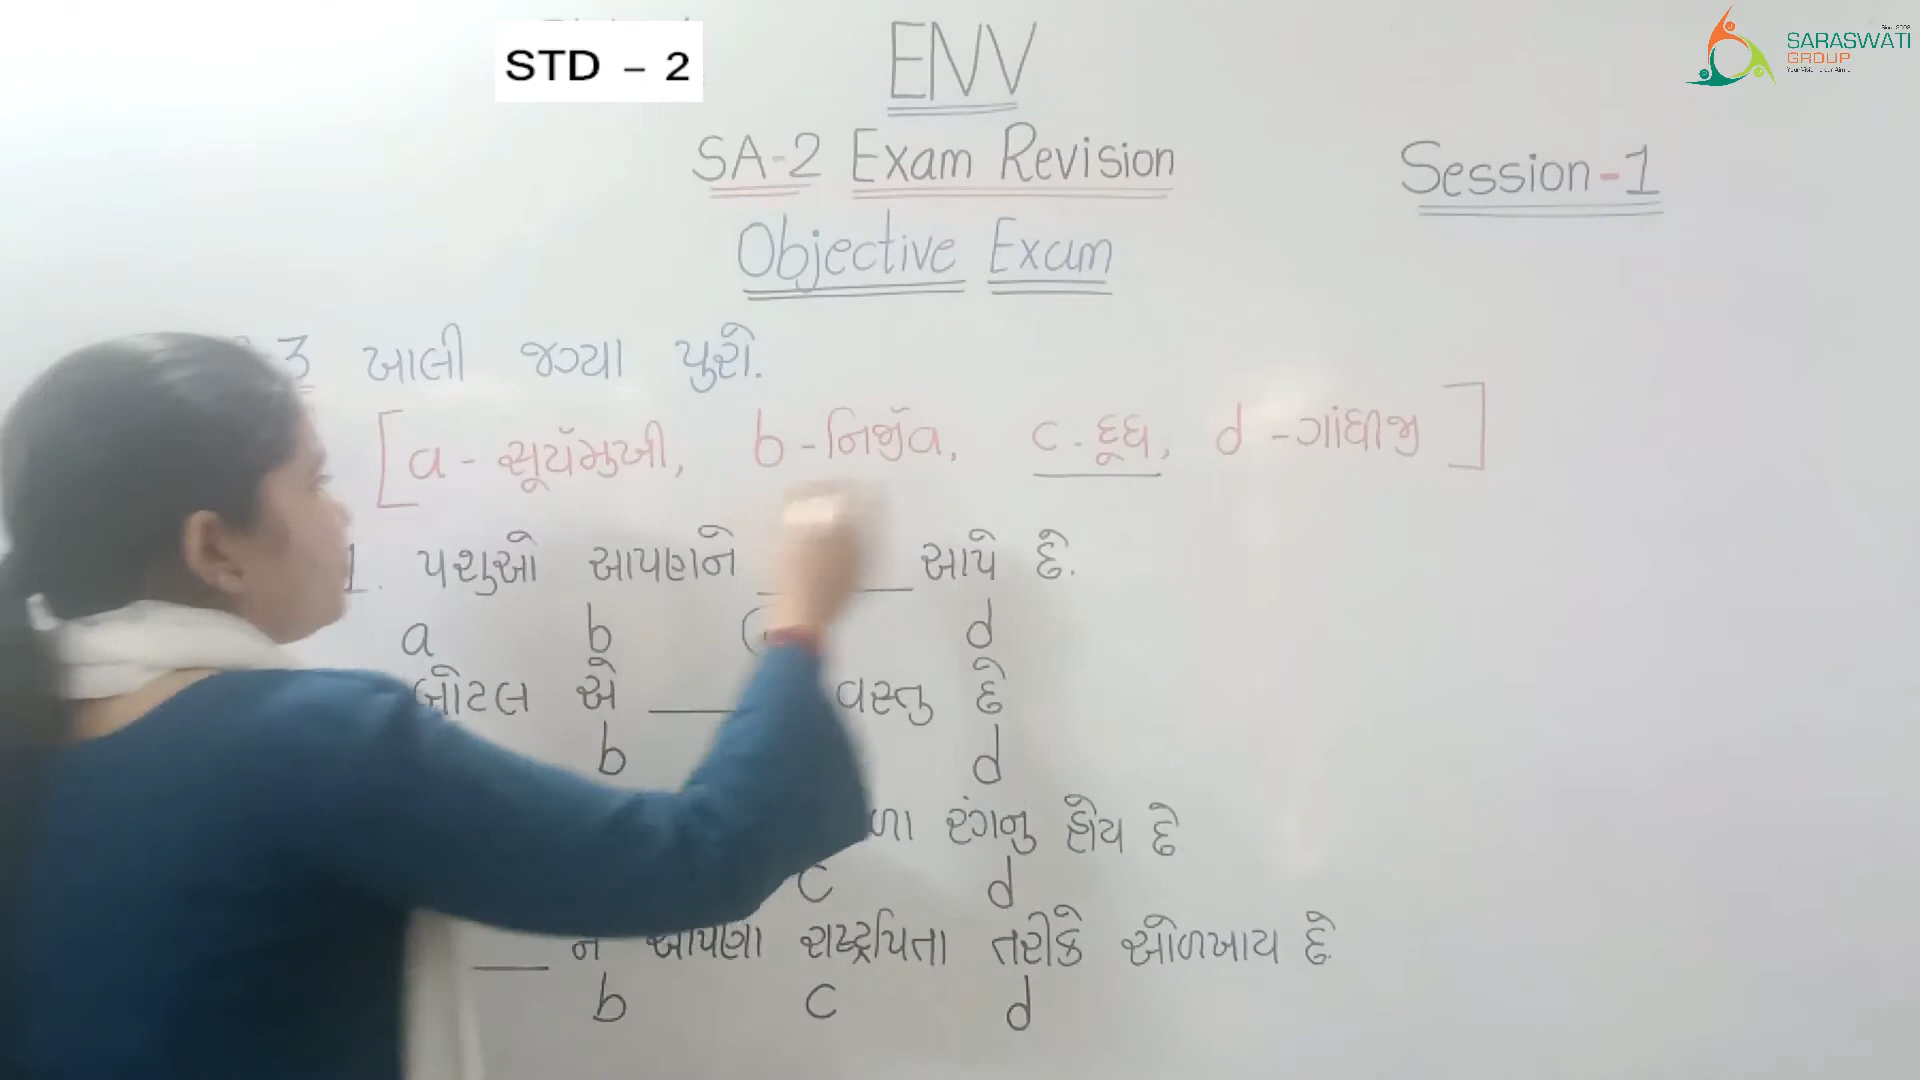 STD - 2
ENV
SARASWATI
GROUP
SA-2 Exam Revision
Session-1
Objective Exam
3 ખાલી જગ્યા પુરો.
[a - સૂર્યમુખી, b - નિર્જીવ, c - દૂધ, d - ગાંધીજી]
1. પશુઓ આપણને ____ આપે છે.
a b d
બોટલ એ ____ વસ્તુ છે
b d
ળા રંગનુ હોય છે
c d
____ ને આપણા રાષ્ટ્રપિતા તરીકે ઓળખાય છે.
b c d